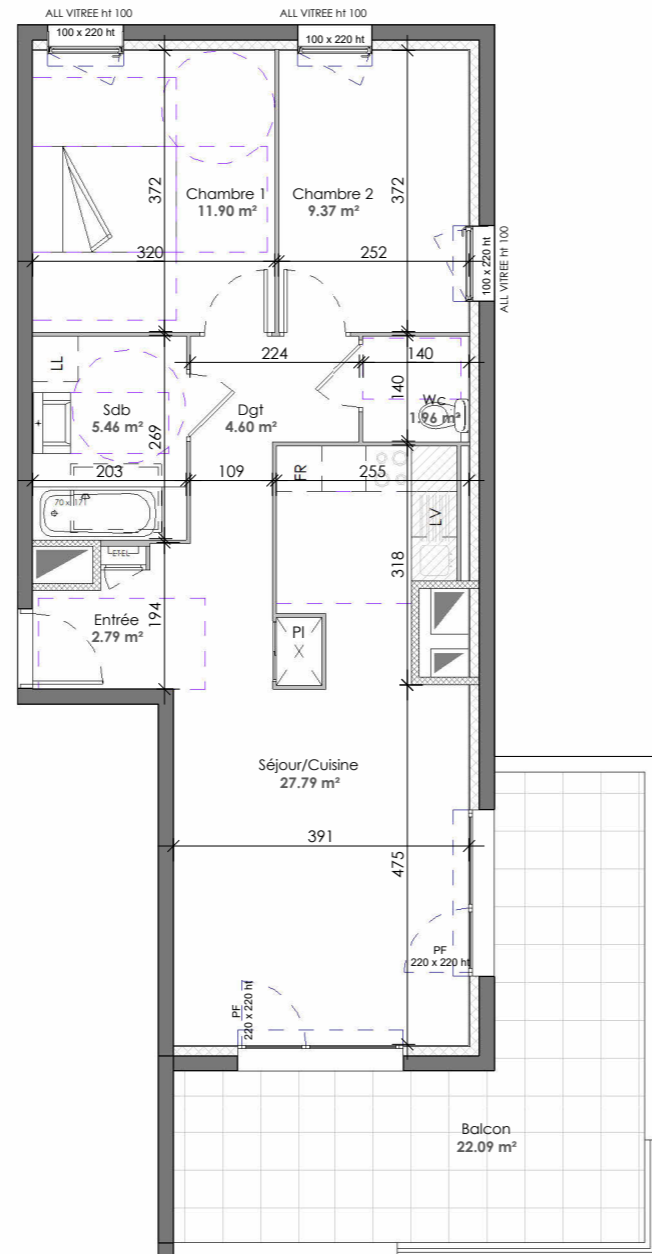 ALL VITREE ht 100
ALL VITREE ht 100
100 x 220 ht
100 x 220 ht
372
372
Chambre 1
11.90 m²
Chambre 2
9.37 m²
320
252
100 x 220 ht
ALL VITREE ht 100
224
140
LL
140
Sdb
5.46 m²
Dgt
4.60 m²
Wc
1.96 m²
269
203
109
FR
255
70 x 171
LV
ETEL
318
194
Entrée
2.79 m²
Pl
Séjour/Cuisine
27.79 m²
391
475
PF
220 x 220 ht
PF
220 x 220 ht
Balcon
22.09 m²